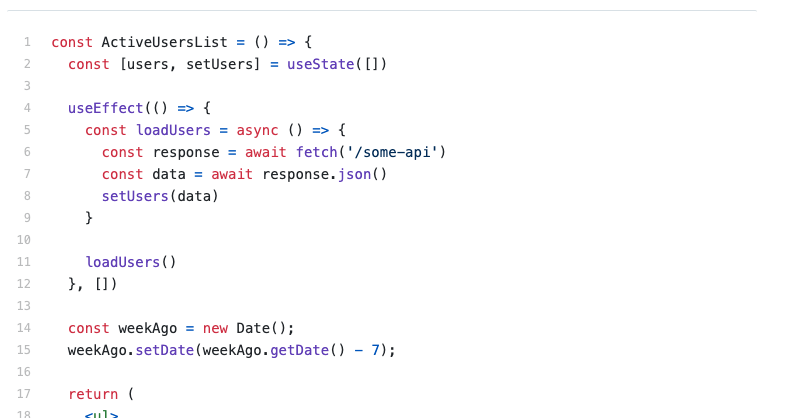 1 const ActiveUsersList = () => {
2 const [users, setUsers] = useState([])
3
4 useEffect(() => {
5 const loadUsers = async () => {
6 const response = await fetch('/some-api')
7 const data = await response.json()
8 setUsers(data)
9 }
10
11 loadUsers()
12 }, [])
13
14 const weekAgo = new Date();
15 weekAgo.setDate(weekAgo.getDate() - 7);
16
17 return (
18 <ul>